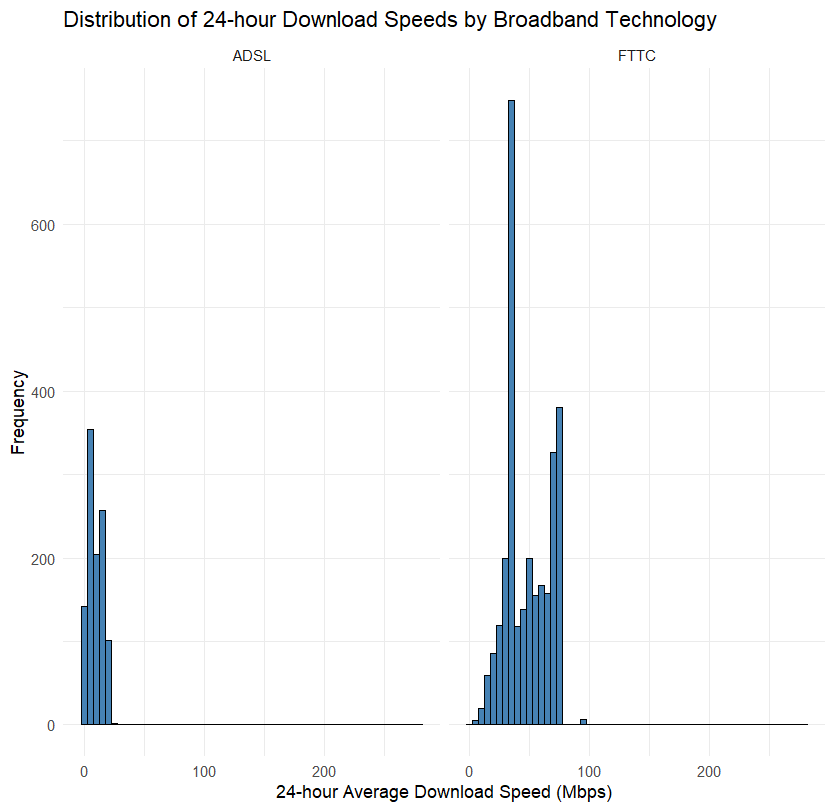 Distribution of 24-hour Download Speeds by Broadband Technology
ADSL
FTTC
600
400
200
0
Frequency
0
100
200
0
100
200
24-hour Average Download Speed (Mbps)